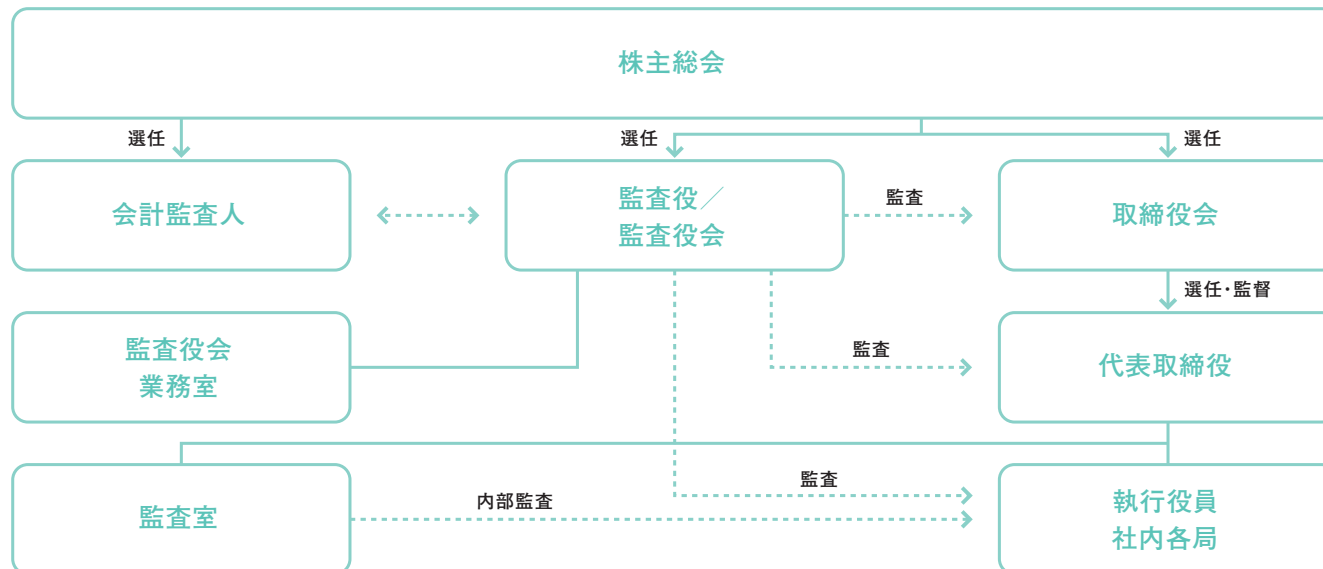 株主総会
選任
選任
選任
会計監査人
監査役／
監査役会
監査
取締役会
選任・監督
監査役会
業務室
監査
代表取締役
監査室
内部監査
監査
執行役員
社内各局